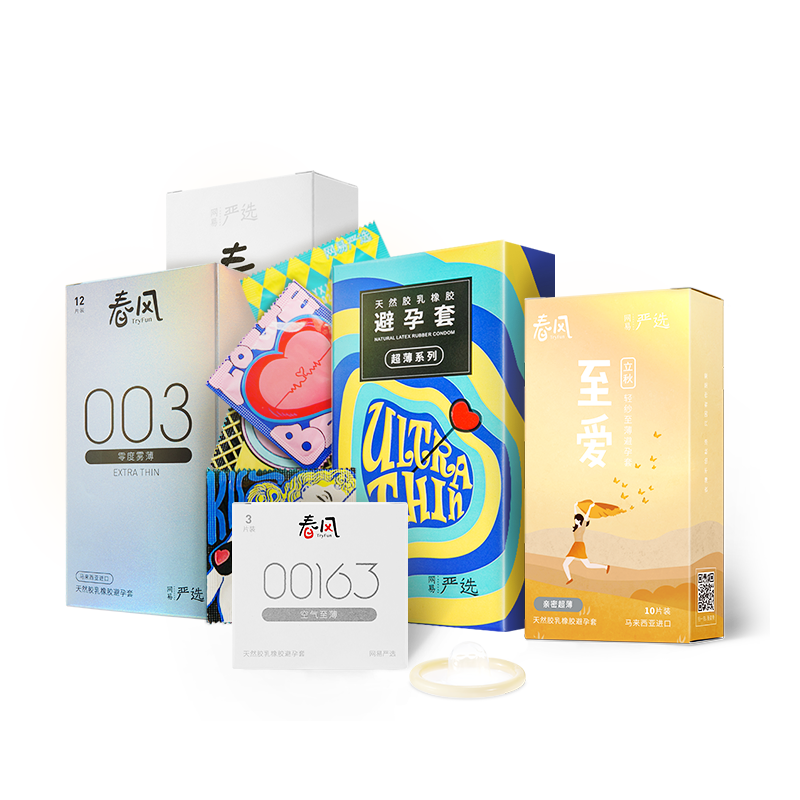 网易 严选
春
12
片装
春风
TryFun
003
零度雾薄
EXTRA THIN
马来西亚进口
天然胶乳橡胶避孕套
天然胶乳橡胶
避孕套
NATURAL LATEX RUBBER CONDOM
超薄系列
ULTRA
THIN
网易 严选
3
片装
春风
TryFun
00163
空气至薄
天然胶乳橡胶避孕套
网易严选
春风
网易 严选
立秋
至爱
亲密超薄
天然胶乳橡胶避孕套
10片装
马来西亚进口